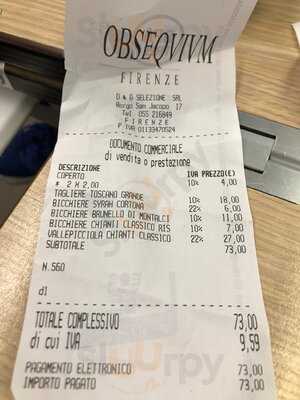 OBSEQVIVM
FIRENZE
D & G SELEZIONE SRL
Borgo San Jacopo 17
Tel. 055 216849
FIRENZE
P.IVA 01133470524
DOCUMENTO COMMERCIALE
di vendita o prestazione
DESCRIZIONE IVA PREZZO(€)
COPERTO 10% 4,00
* 2 X 2,00
TAGLIERE TOSCANO GRANDE 10% 18,00
BICCHIERE SYRAH CORTONA 22% 6,00
BICCHIERE BRUNELLO DI MONTALCI 10% 11,00
BICCHIERE CHIANTI CLASSICO RIS 10% 7,00
VALLEPICCIOLA CHIANTI CLASSICO 22% 27,00
SUBTOTALE 73,00
N.560
d1
TOTALE COMPLESSIVO 73,00
di cui IVA 9,59
PAGAMENTO ELETTRONICO 73,00
IMPORTO PAGATO 73,00
sluurpy